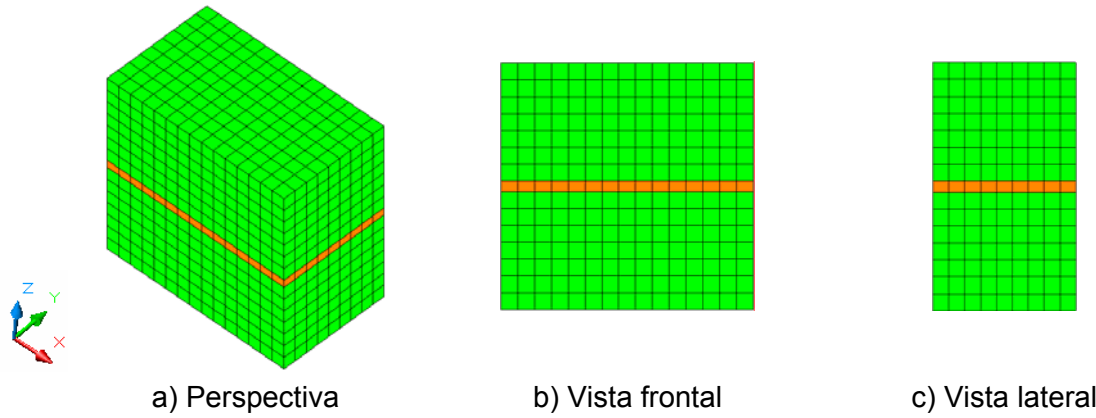 Z
Y
X
a) Perspectiva
b) Vista frontal
c) Vista lateral